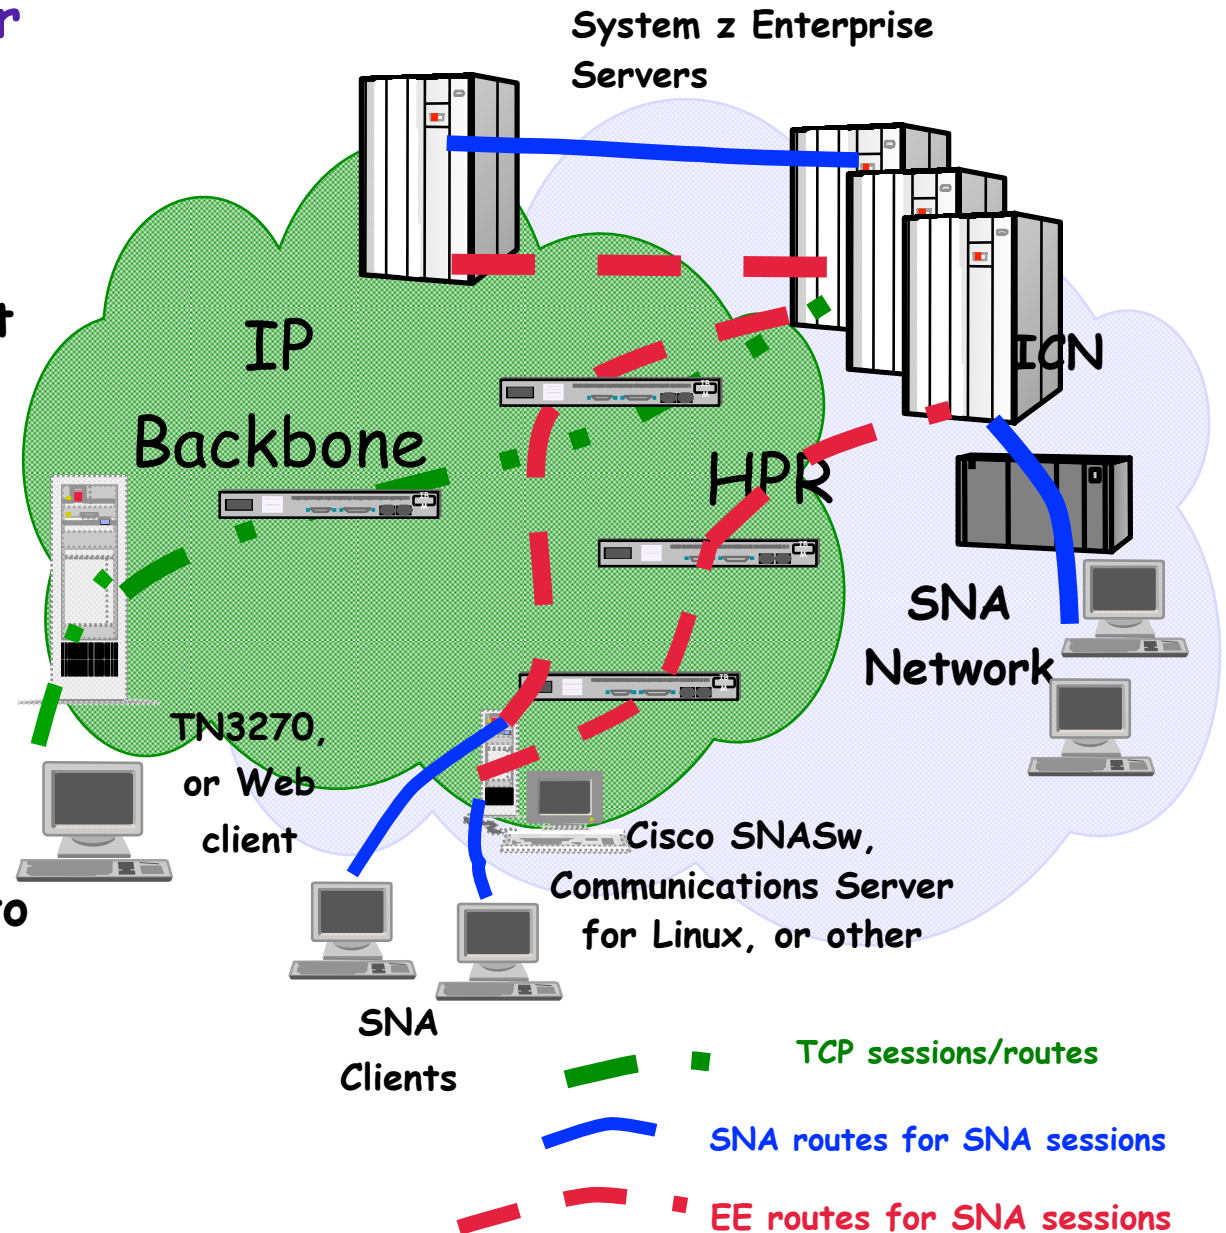 r
System z Enterprise
Servers
t
IP
Backbone
ICN
HPR
SNA
Network
TN3270,
or Web
client
ro
Cisco SNASw,
Communications Server
for Linux, or other
SNA
Clients
TCP sessions/routes
SNA routes for SNA sessions
EE routes for SNA sessions